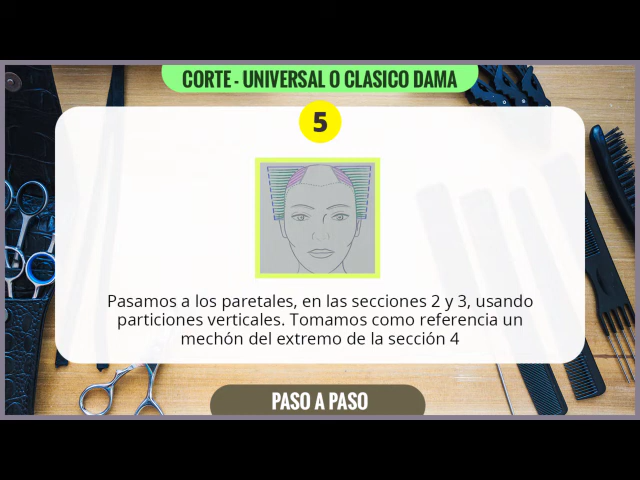 CORTE - UNIVERSAL O CLASICO DAMA
5
Pasamos a los paretales, en las secciones 2 y 3, usando
particiones verticales. Tomamos como referencia un
mechón del extremo de la sección 4
PASO A PASO